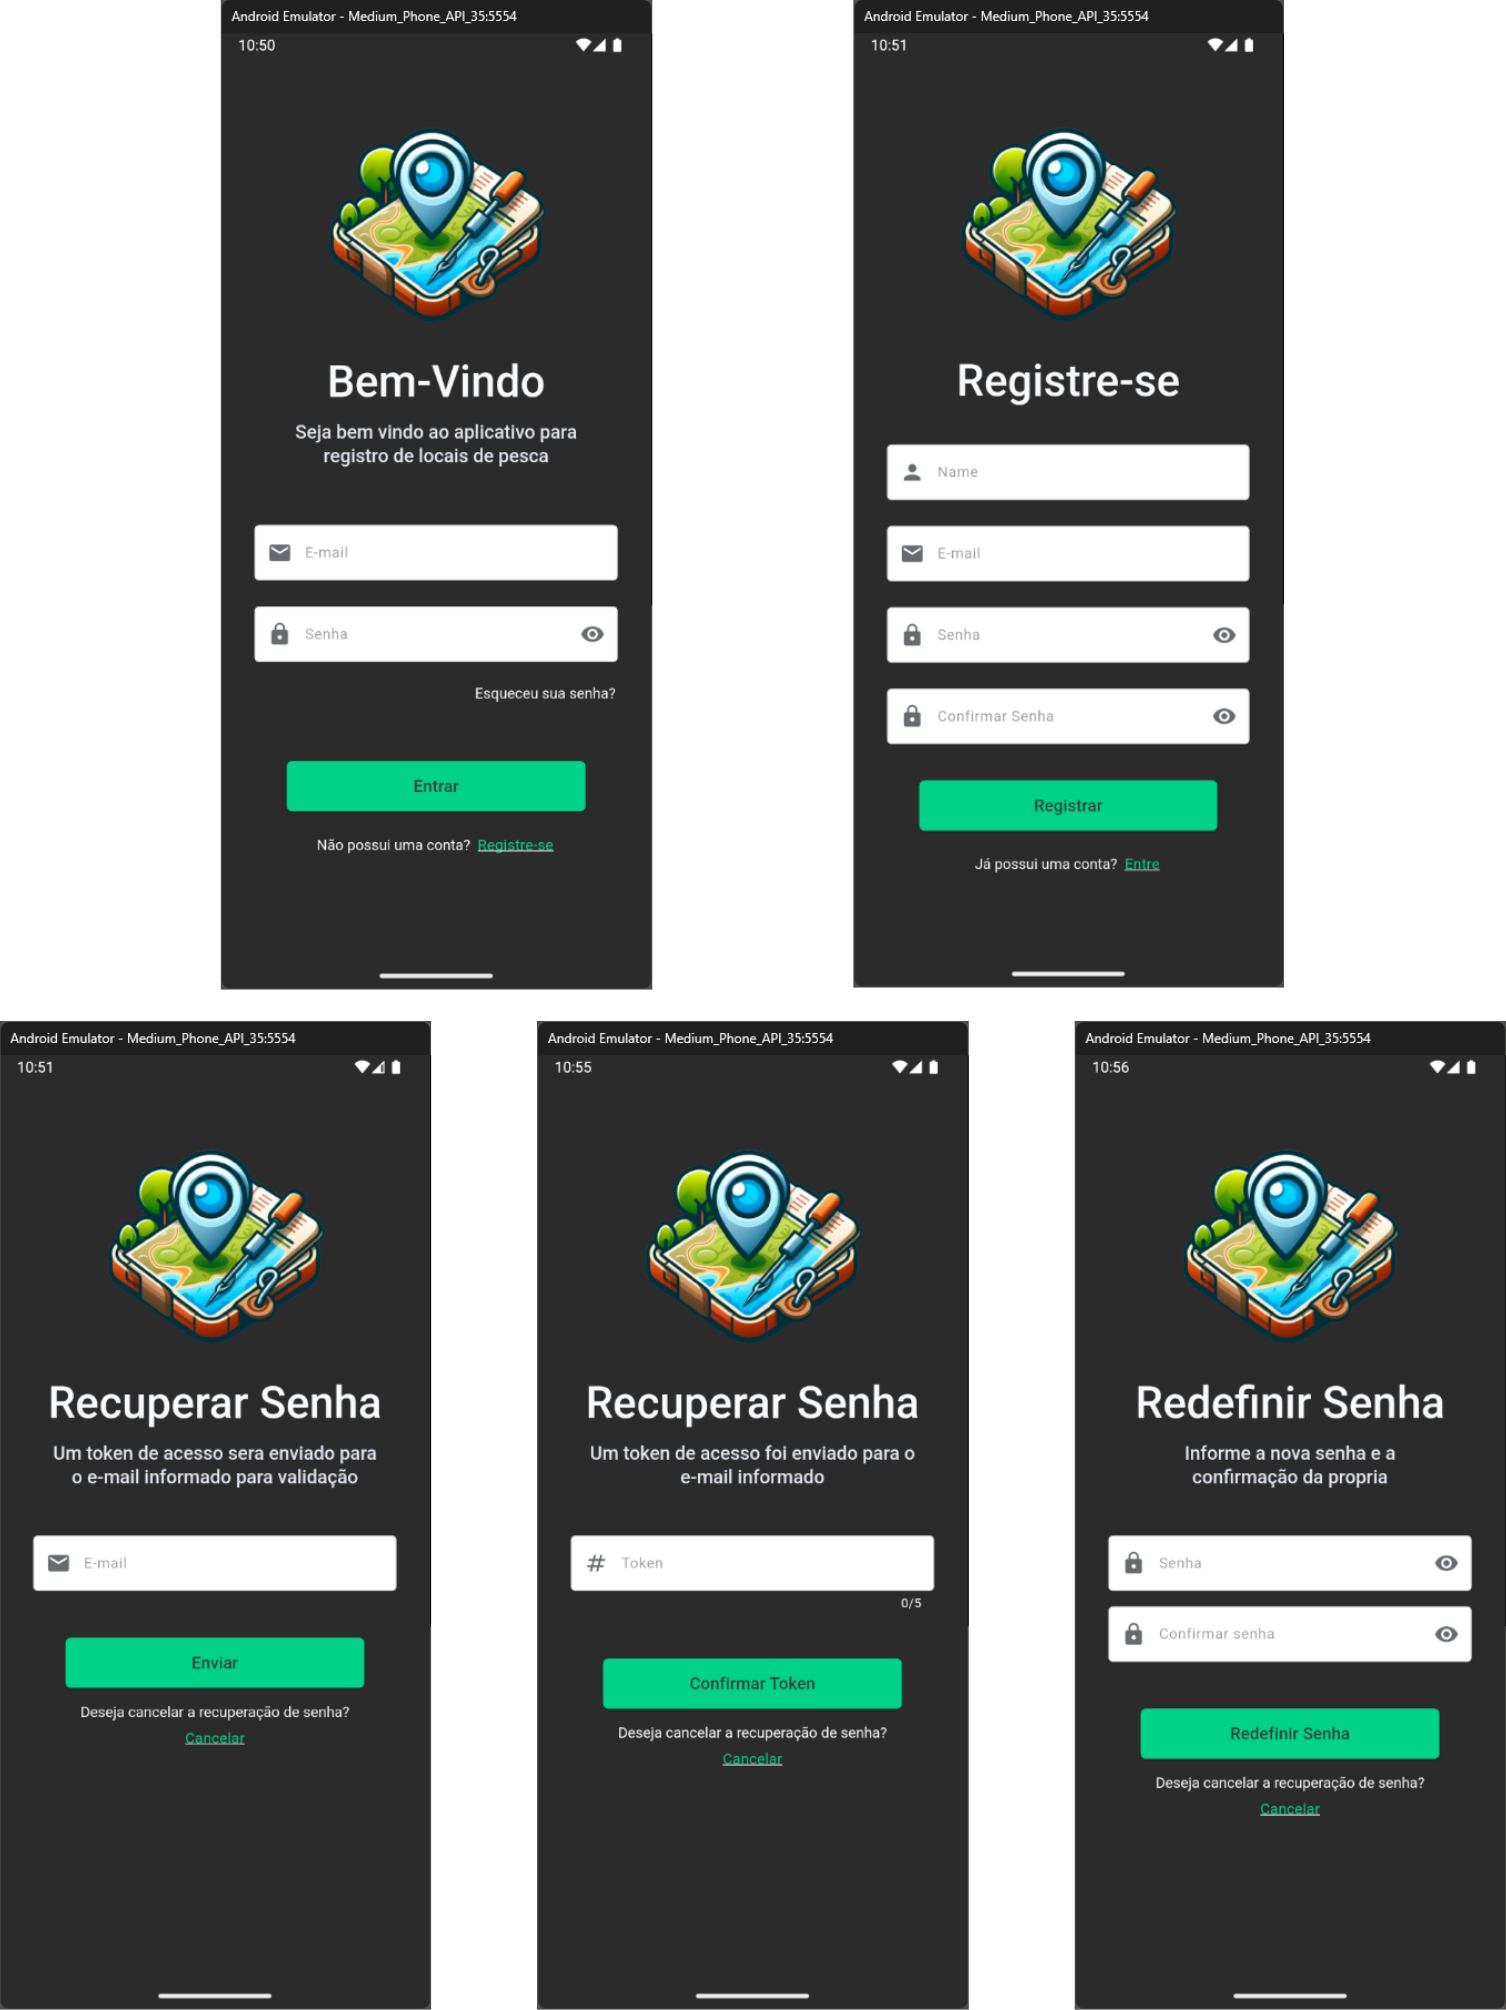 Android Emulator - Medium_Phone_API_35:5554
10:50
Bem-Vindo
Seja bem vindo ao aplicativo para
registro de locais de pesca
E-mail
Senha
Esqueceu sua senha?
Entrar
Não possui uma conta? Registre-se
Android Emulator - Medium_Phone_API_35:5554
10:51
Registre-se
Name
E-mail
Senha
Confirmar Senha
Registrar
Já possui uma conta? Entre
Android Emulator - Medium_Phone_API_35:5554
10:51
Recuperar Senha
Um token de acesso sera enviado para
o e-mail informado para validação
E-mail
Enviar
Deseja cancelar a recuperação de senha?
Cancelar
Android Emulator - Medium_Phone_API_35:5554
10:55
Recuperar Senha
Um token de acesso foi enviado para o
e-mail informado
# Token
0/5
Confirmar Token
Deseja cancelar a recuperação de senha?
Cancelar
Android Emulator - Medium_Phone_API_35:5554
10:56
Redefinir Senha
Informe a nova senha e a
confirmação da propria
Senha
Confirmar senha
Redefinir Senha
Deseja cancelar a recuperação de senha?
Cancelar